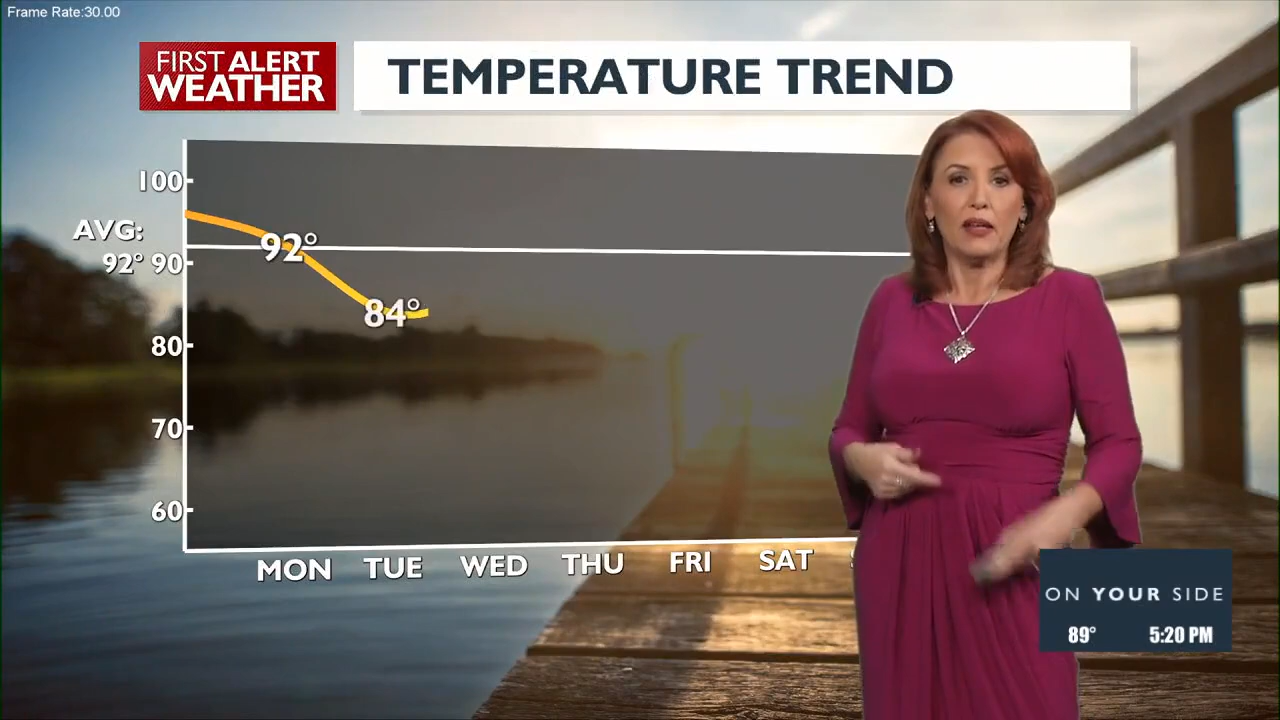 Frame Rate:30.00
FIRST ALERT
WEATHER
TEMPERATURE TREND
100
AVG:
92° 90
92°
84°
80
70
60
MON TUE WED THU FRI SAT
ON YOUR SIDE
89° 5:20 PM